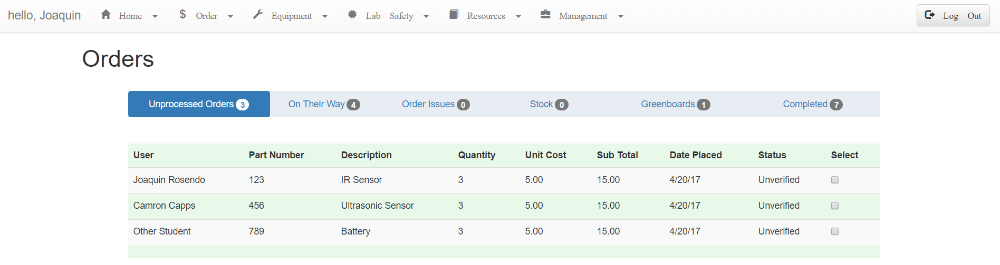 hello, Joaquin Home $ Order Equipment Lab Safety Resources Management Log Out
Orders
Unprocessed Orders 3 On Their Way 4 Order Issues 0 Stock 0 Greenboards 1 Completed 7
User Part Number Description Quantity Unit Cost Sub Total Date Placed Status Select
Joaquin Rosendo 123 IR Sensor 3 5.00 15.00 4/20/17 Unverified
Camron Capps 456 Ultrasonic Sensor 3 5.00 15.00 4/20/17 Unverified
Other Student 789 Battery 3 5.00 15.00 4/20/17 Unverified